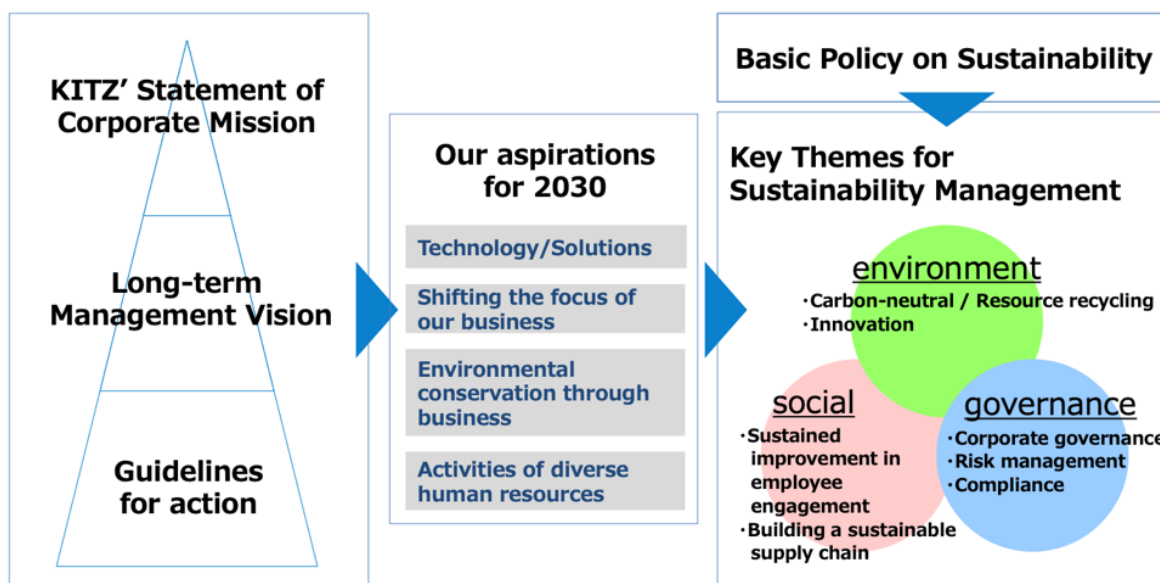 KITZ’ Statement of
Corporate Mission
Long-term
Management Vision
Guidelines
for action
Our aspirations
for 2030
Technology/Solutions
Shifting the focus of
our business
Environmental
conservation through
business
Activities of diverse
human resources
Basic Policy on Sustainability
Key Themes for
Sustainability Management
environment
・Carbon-neutral / Resource recycling
・Innovation
social
・Sustained
improvement in
employee
engagement
・Building a sustainable
supply chain
governance
・Corporate governance
・Risk management
・Compliance